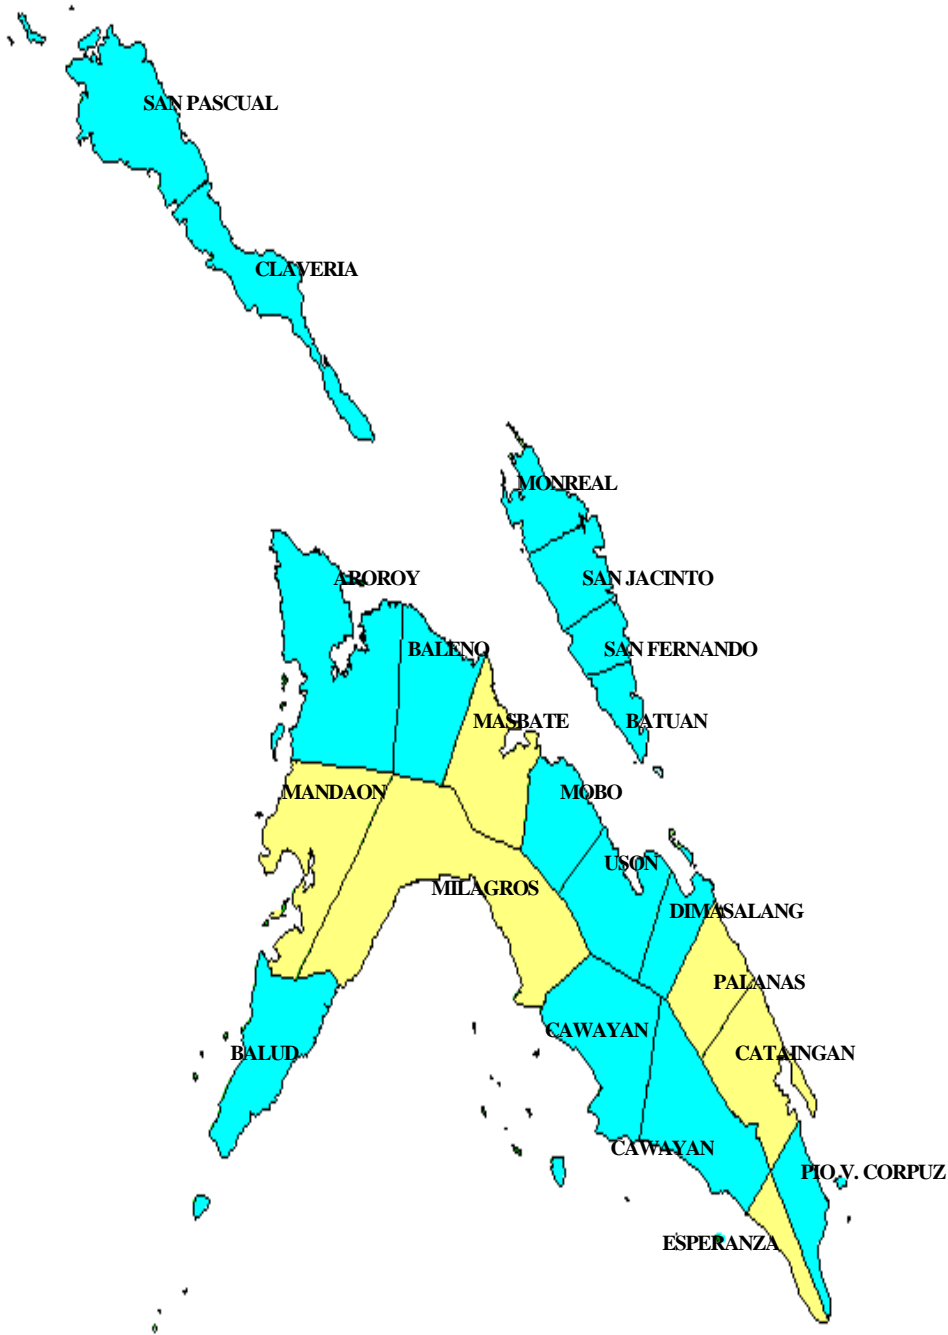 SAN PASCUAL
CLAVERIA
MONREAL
AROROY
SAN JACINTO
BALENO
SAN FERNANDO
MASBATE
BATUAN
MANDAON
MOBO
USON
MILAGROS
DIMASALANG
PALANAS
CAWAYAN
BALUD
CATAINGAN
CAWAYAN
PIO V. CORPUZ
ESPERANZA